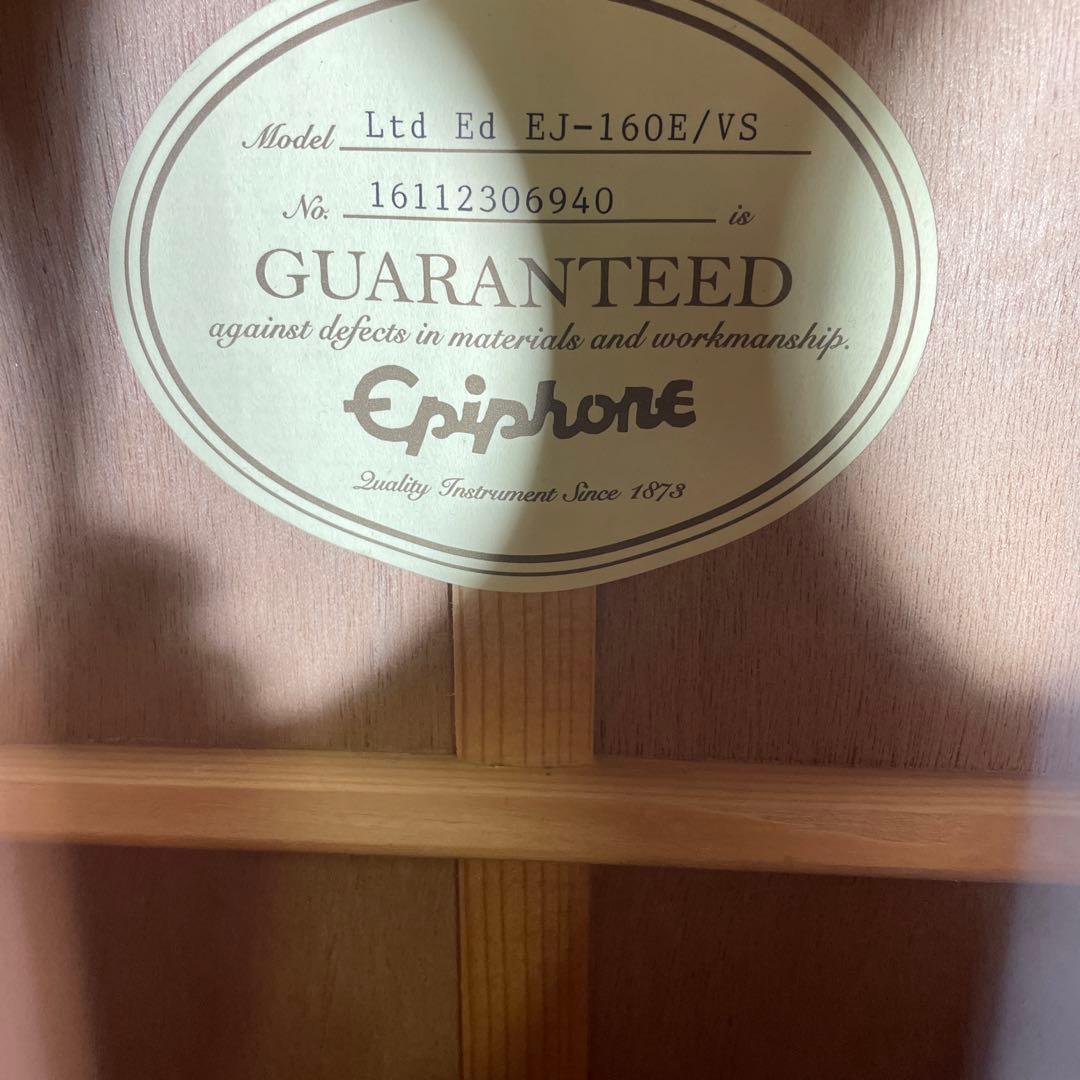 Model Ltd Ed EJ-160E/VS
No. 16112306940 is
GUARANTEED
against defects in materials and workmanship.
Epiphone
Quality Instrument Since 1873